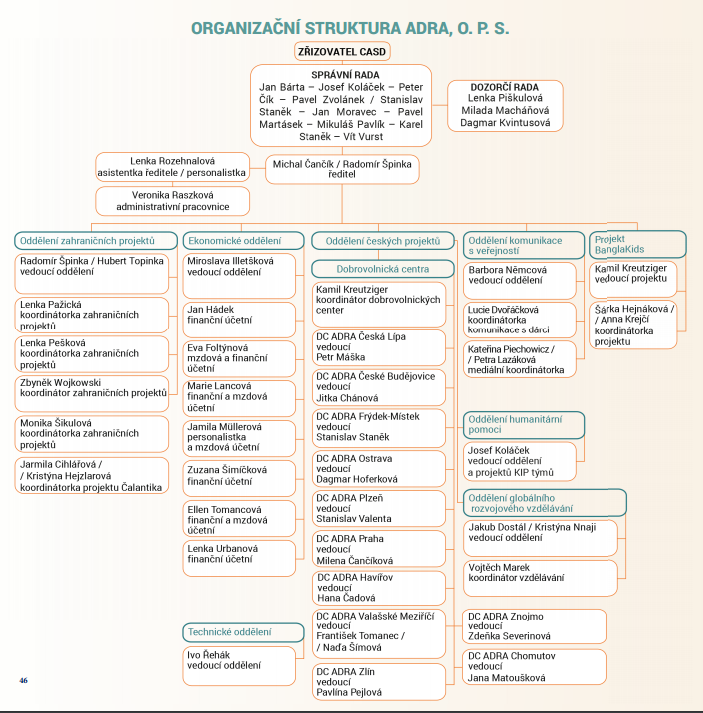 ORGANIZAČNÍ STRUKTURA ADRA, O. P. S.
ZŘIZOVATEL CASD
SPRÁVNÍ RADA
Jan Bárta – Josef Koláček – Peter
Čík – Pavel Zvolánek / Stanislav
Staněk – Jan Moravec – Pavel
Martásek – Mikuláš Pavlík – Karel
Staněk – Vít Vurst
DOZORČÍ RADA
Lenka Piškulová
Milada Macháňová
Dagmar Kvintusová
Lenka Rozehnalová
asistentka ředitele / personalistka
Michal Čančík / Radomír Špinka
ředitel
Veronika Raszková
administrativní pracovnice
Oddělení zahraničních projektů
Radomír Špinka / Hubert Topinka
vedoucí oddělení
Lenka Pažická
koordinátorka zahraničních
projektů
Lenka Pešková
koordinátorka zahraničních
projektů
Zbyněk Wojkowski
koordinátor zahraničních projektů
Monika Šikulová
koordinátorka zahraničních
projektů
Jarmila Cihlářová /
/ Kristýna Hejzlarová
koordinátorka projektu Čalantika
Ekonomické oddělení
Miroslava Illetšková
vedoucí oddělení
Jan Hádek
finanční účetní
Eva Foltýnová
mzdová a finanční
účetní
Marie Lancová
finanční a mzdová
účetní
Jamila Müllerová
personalistka
a mzdová účetní
Zuzana Šimíčková
finanční účetní
Ellen Tomancová
finanční a mzdová
účetní
Lenka Urbanová
finanční účetní
Technické oddělení
Ivo Řehák
vedoucí oddělení
Oddělení českých projektů
Dobrovolnická centra
Kamil Kreutziger
koordinátor dobrovolnických
center
DC ADRA Česká Lípa
vedoucí
Petr Máška
DC ADRA České Budějovice
vedoucí
Jitka Chánová
DC ADRA Frýdek-Místek
vedoucí
Stanislav Staněk
DC ADRA Ostrava
vedoucí
Dagmar Hoferková
DC ADRA Plzeň
vedoucí
Stanislav Valenta
DC ADRA Praha
vedoucí
Milena Čančíková
DC ADRA Havířov
vedoucí
Hana Čadová
DC ADRA Valašské Meziříčí
vedoucí
František Tomanec /
/ Naďa Šímová
DC ADRA Zlín
vedoucí
Pavlína Pejlová
Oddělení komunikace
s veřejností
Barbora Němcová
vedoucí oddělení
Lucie Dvořáčková
koordinátorka
komunikace s dárci
Kateřina Piechowicz /
/ Petra Lazáková
mediální koordinátorka
Oddělení humanitární
pomoci
Josef Koláček
vedoucí oddělení
a projektů KIP týmů
Oddělení globálního
rozvojového vzdělávání
Jakub Dostál / Kristýna Nnaji
vedoucí oddělení
Vojtěch Marek
koordinátor vzdělávání
DC ADRA Znojmo
vedoucí
Zdeňka Severinová
DC ADRA Chomutov
vedoucí
Jana Matoušková
Projekt
BanglaKids
Kamil Kreutziger
vedoucí projektu
Šárka Hejnáková /
/ Anna Krejčí
koordinátorka
projektu
46